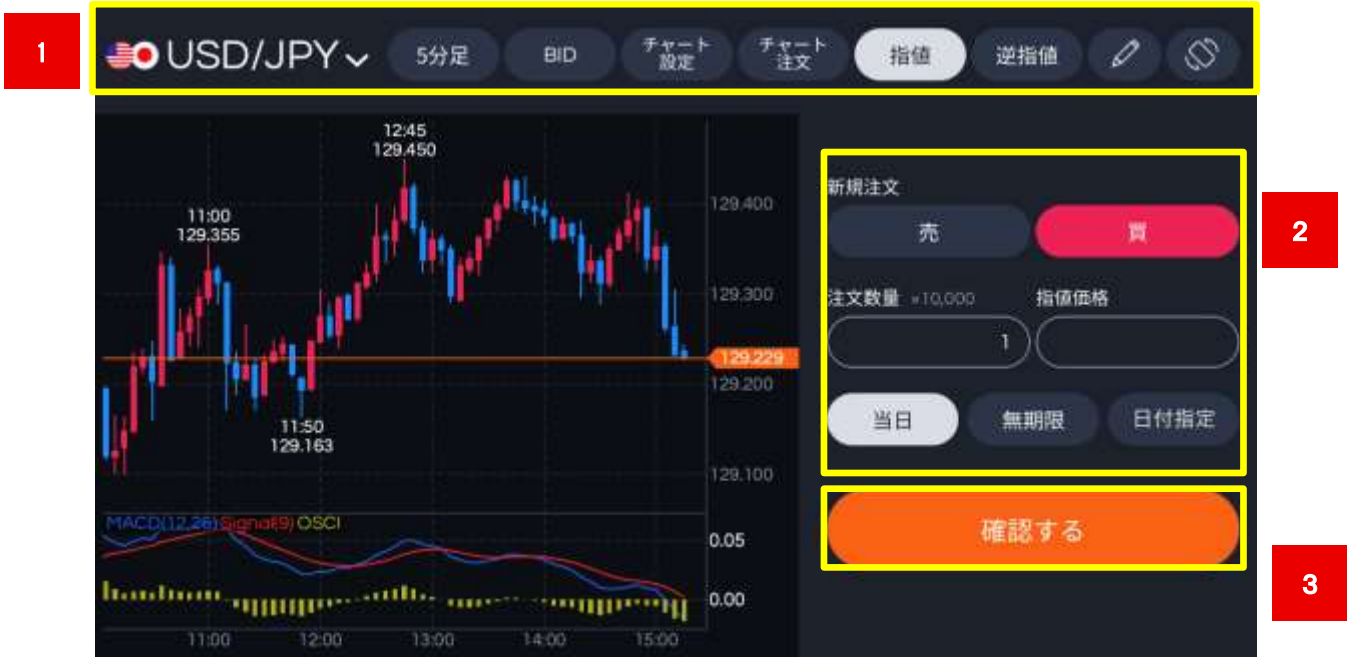 1
USD/JPY
5分足
BID
チャート
設定
チャート
注文
指値
逆指値
12:45
129.450
11:00
129.355
11:50
129.163
129.400
129.300
129.229
129.200
129.100
MACD(12,26) Signal(9) OSCI
0.05
0.00
11:00 12:00 13:00 14:00 15:00
新規注文
売 買
2
注文数量 ×10,000 指値価格
1
当日 無期限 日付指定
確認する
3